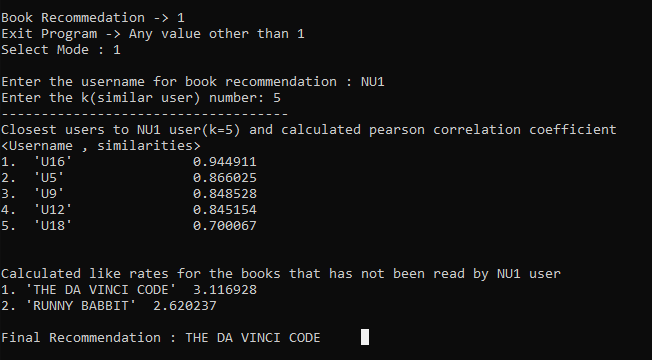 Book Recommedation -> 1
Exit Program -> Any value other than 1
Select Mode : 1
Enter the username for book recommendation : NU1
Enter the k(similar user) number: 5
------------------------------------
Closest users to NU1 user(k=5) and calculated pearson correlation coefficient
<Username , similarities>
1. 'U16' 0.944911
2. 'U5' 0.866025
3. 'U9' 0.848528
4. 'U12' 0.845154
5. 'U18' 0.700067
Calculated like rates for the books that has not been read by NU1 user
1. 'THE DA VINCI CODE' 3.116928
2. 'RUNNY BABBIT' 2.620237
Final Recommendation : THE DA VINCI CODE